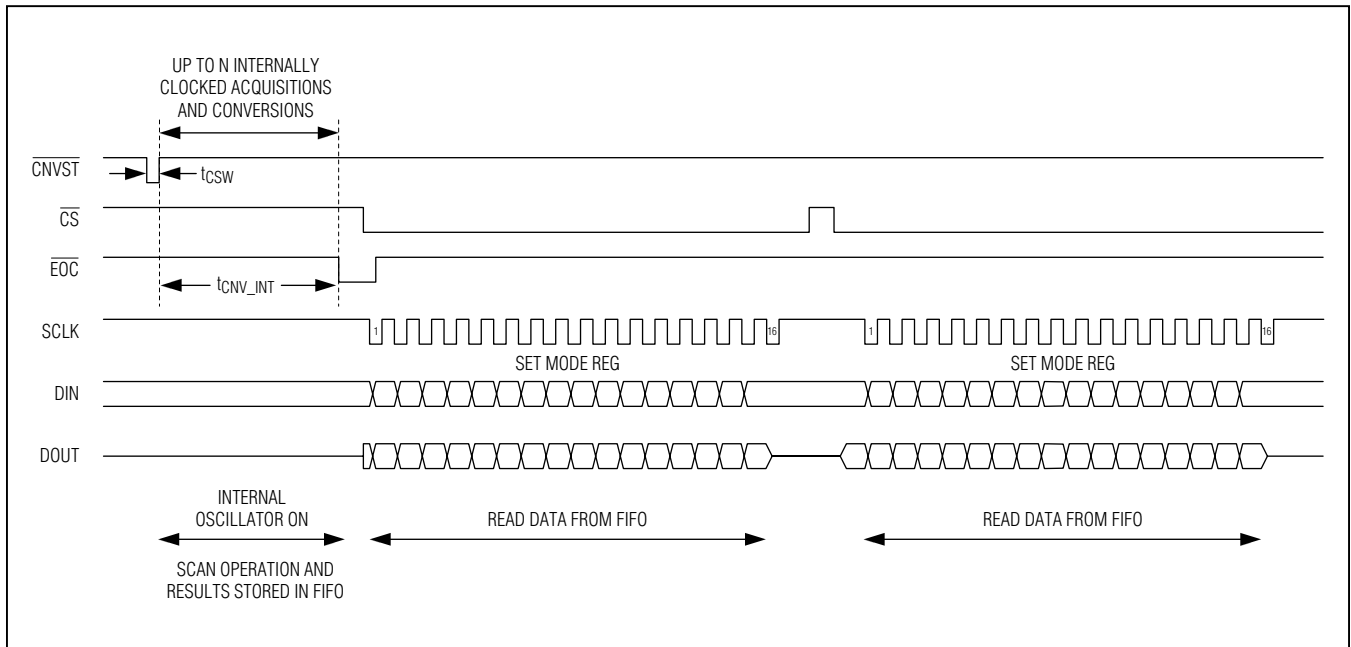 UP TO N INTERNALLY
CLOCKED ACQUISITIONS
AND CONVERSIONS
CNVST
tCSW
CS
EOC
tCNV_INT
SCLK
1
16
1
16
SET MODE REG
SET MODE REG
DIN
DOUT
INTERNAL
OSCILLATOR ON
READ DATA FROM FIFO
READ DATA FROM FIFO
SCAN OPERATION AND
RESULTS STORED IN FIFO